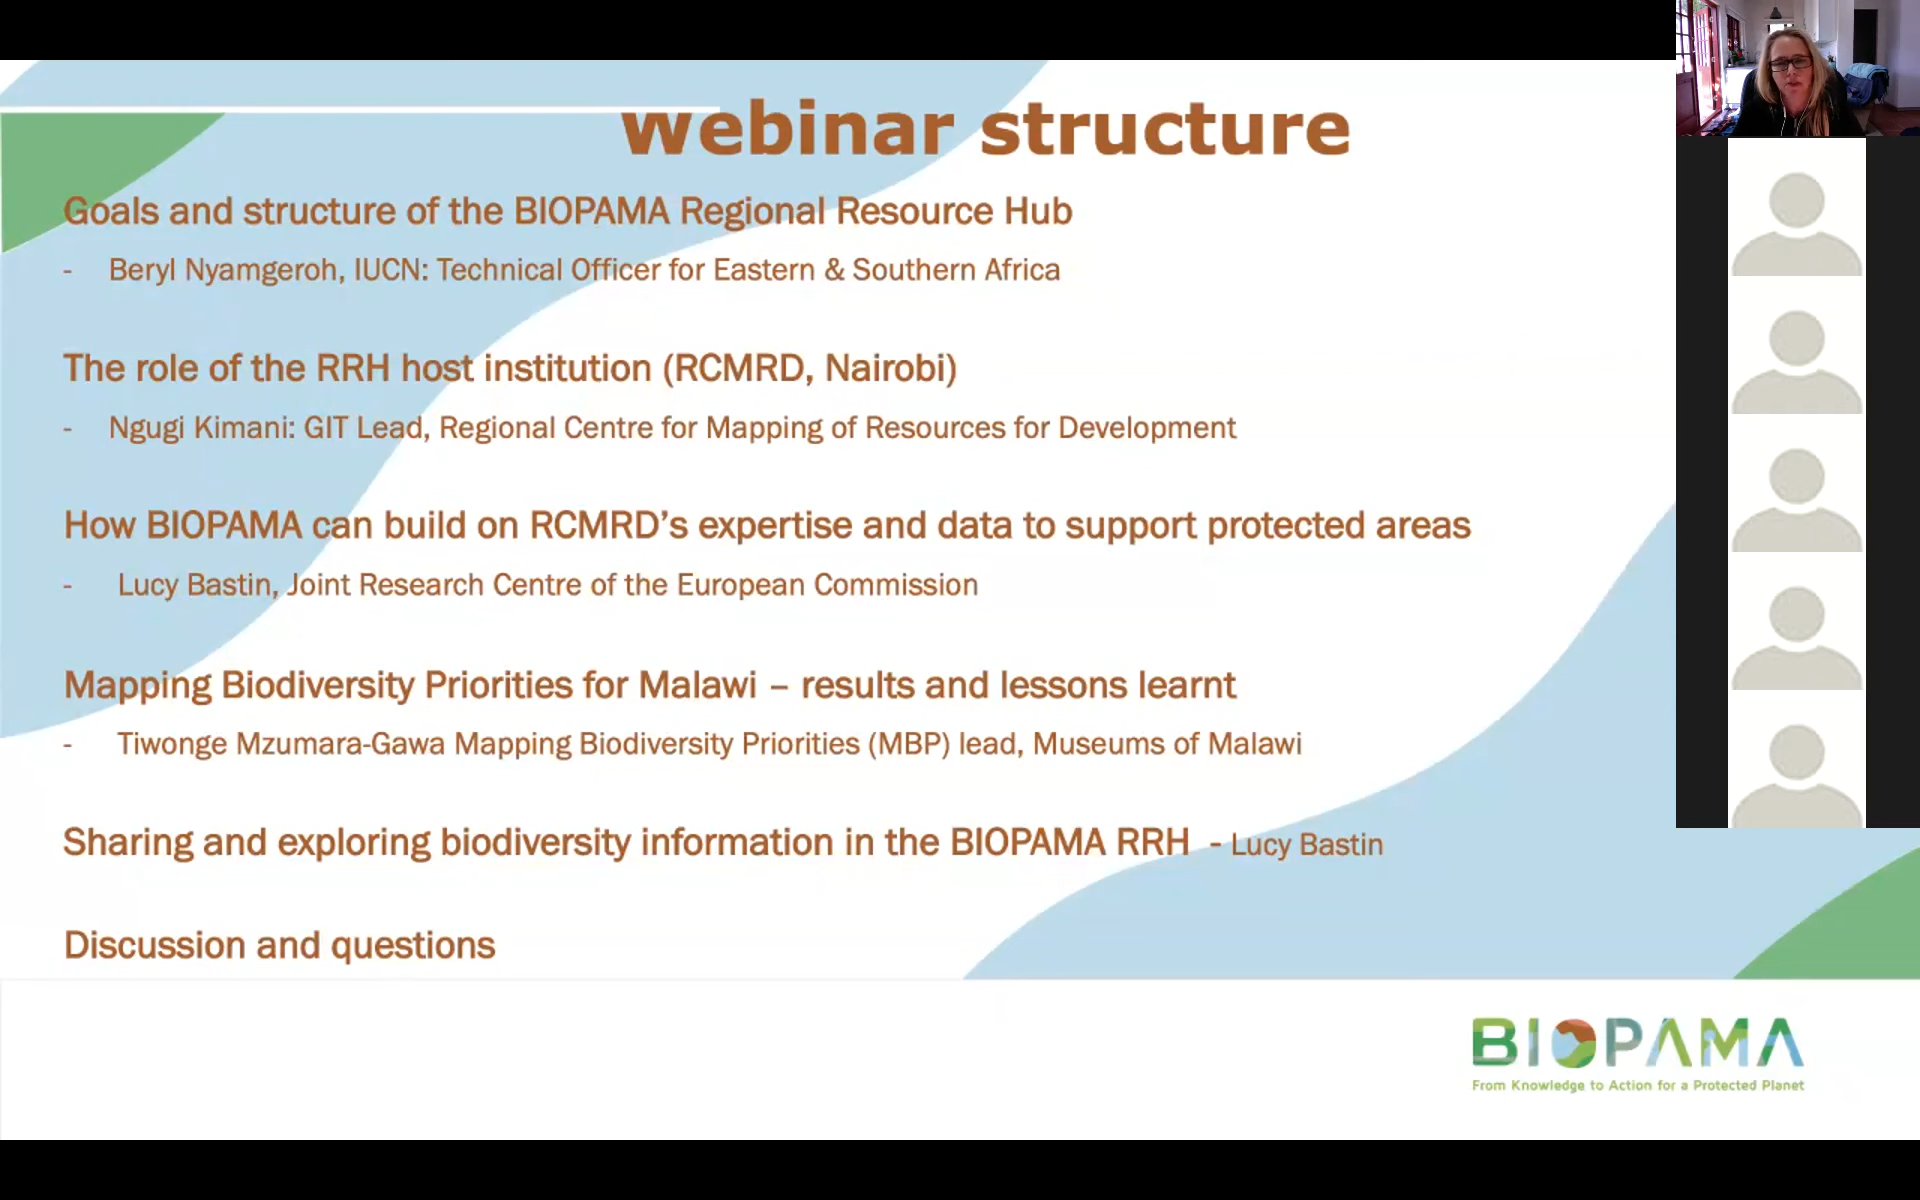 webinar structure
Goals and structure of the BIOPAMA Regional Resource Hub
- Beryl Nyamgeroh, IUCN: Technical Officer for Eastern & Southern Africa
The role of the RRH host institution (RCMRD, Nairobi)
- Ngugi Kimani: GIT Lead, Regional Centre for Mapping of Resources for Development
How BIOPAMA can build on RCMRD’s expertise and data to support protected areas
- Lucy Bastin, Joint Research Centre of the European Commission
Mapping Biodiversity Priorities for Malawi – results and lessons learnt
- Tiwonge Mzumara-Gawa Mapping Biodiversity Priorities (MBP) lead, Museums of Malawi
Sharing and exploring biodiversity information in the BIOPAMA RRH - Lucy Bastin
Discussion and questions
BIOPAMA
From Knowledge to Action for a Protected Planet